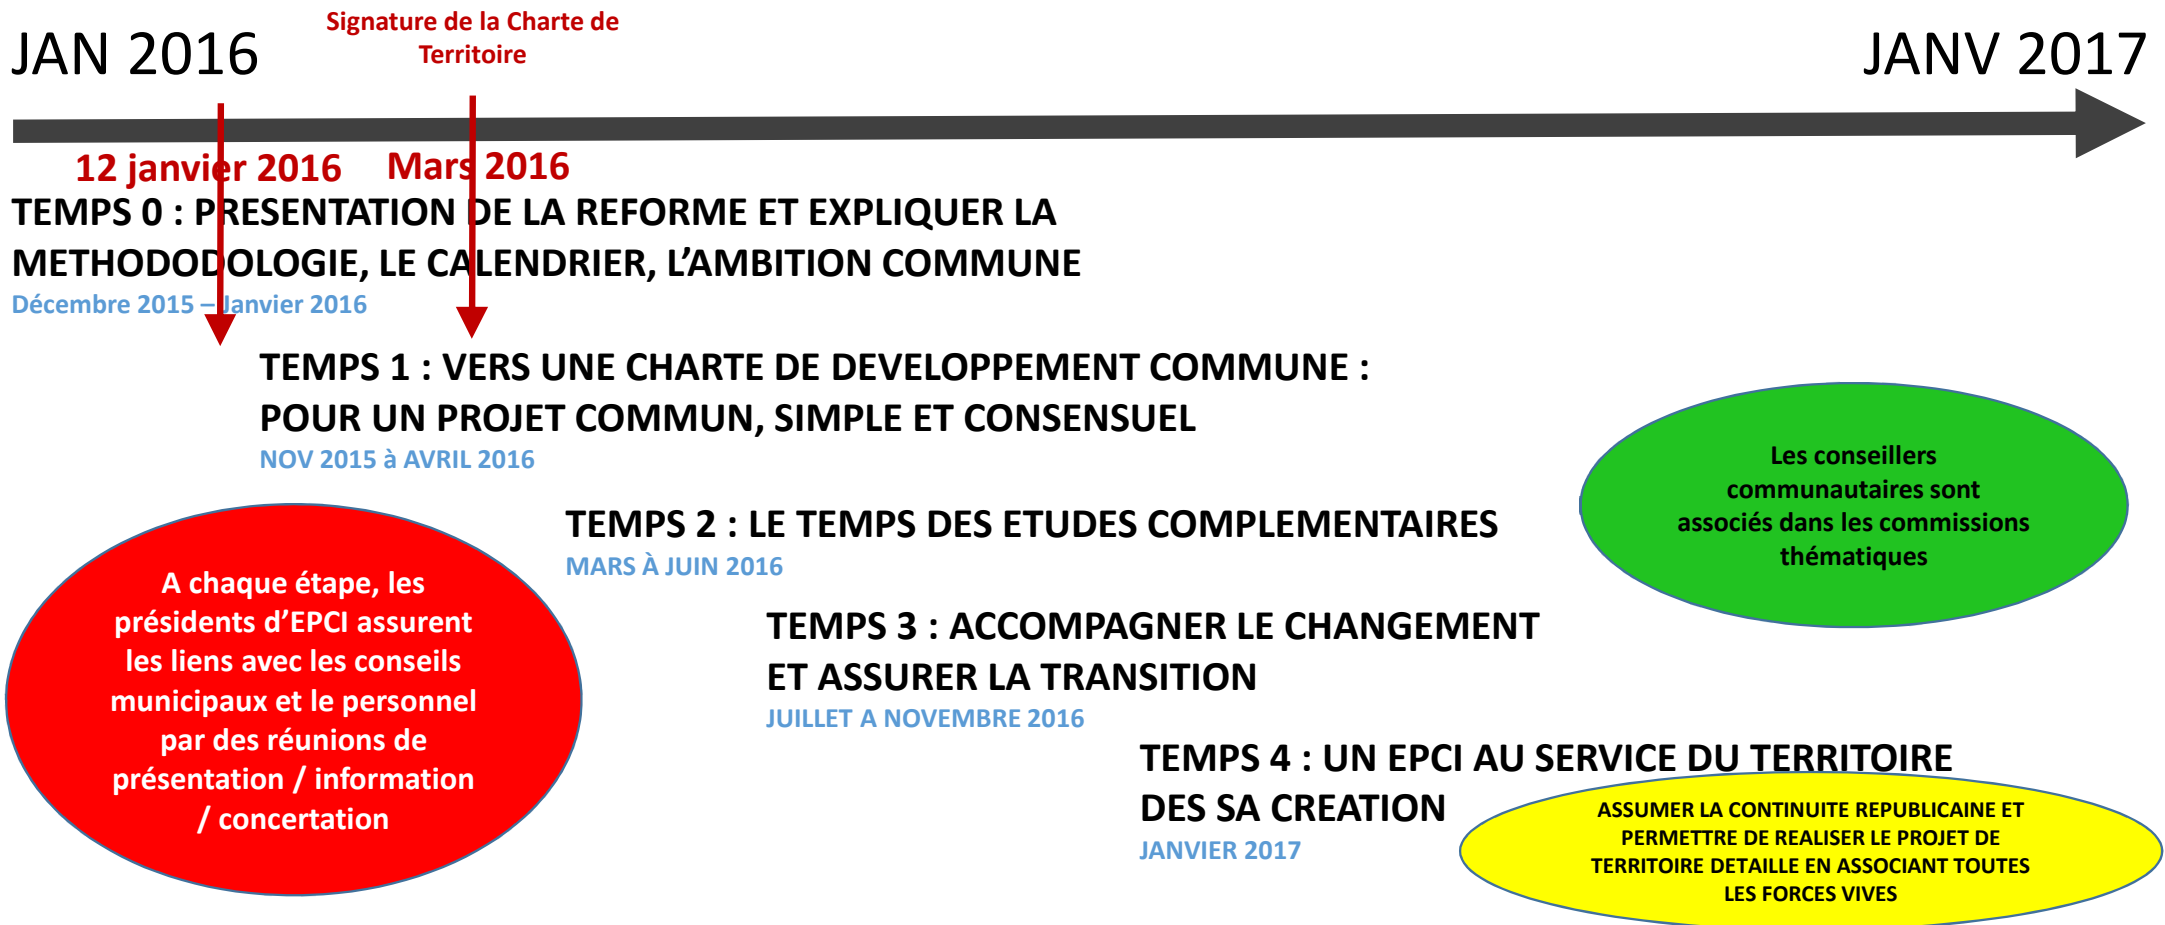 Signature de la Charte de
Territoire
JAN 2016
JANV 2017
12 janvier 2016
Mars 2016
TEMPS 0 : PRESENTATION DE LA REFORME ET EXPLIQUER LA
METHODODOLOGIE, LE CALENDRIER, L’AMBITION COMMUNE
Décembre 2015 – Janvier 2016
TEMPS 1 : VERS UNE CHARTE DE DEVELOPPEMENT COMMUNE :
POUR UN PROJET COMMUN, SIMPLE ET CONSENSUEL
NOV 2015 à AVRIL 2016
Les conseillers
communautaires sont
associés dans les commissions
thématiques
TEMPS 2 : LE TEMPS DES ETUDES COMPLEMENTAIRES
MARS À JUIN 2016
A chaque étape, les
présidents d’EPCI assurent
les liens avec les conseils
municipaux et le personnel
par des réunions de
présentation / information
/ concertation
TEMPS 3 : ACCOMPAGNER LE CHANGEMENT
ET ASSURER LA TRANSITION
JUILLET A NOVEMBRE 2016
TEMPS 4 : UN EPCI AU SERVICE DU TERRITOIRE
DES SA CREATION
JANVIER 2017
ASSUMER LA CONTINUITE REPUBLICAINE ET
PERMETTRE DE REALISER LE PROJET DE
TERRITOIRE DETAILLE EN ASSOCIANT TOUTES
LES FORCES VIVES